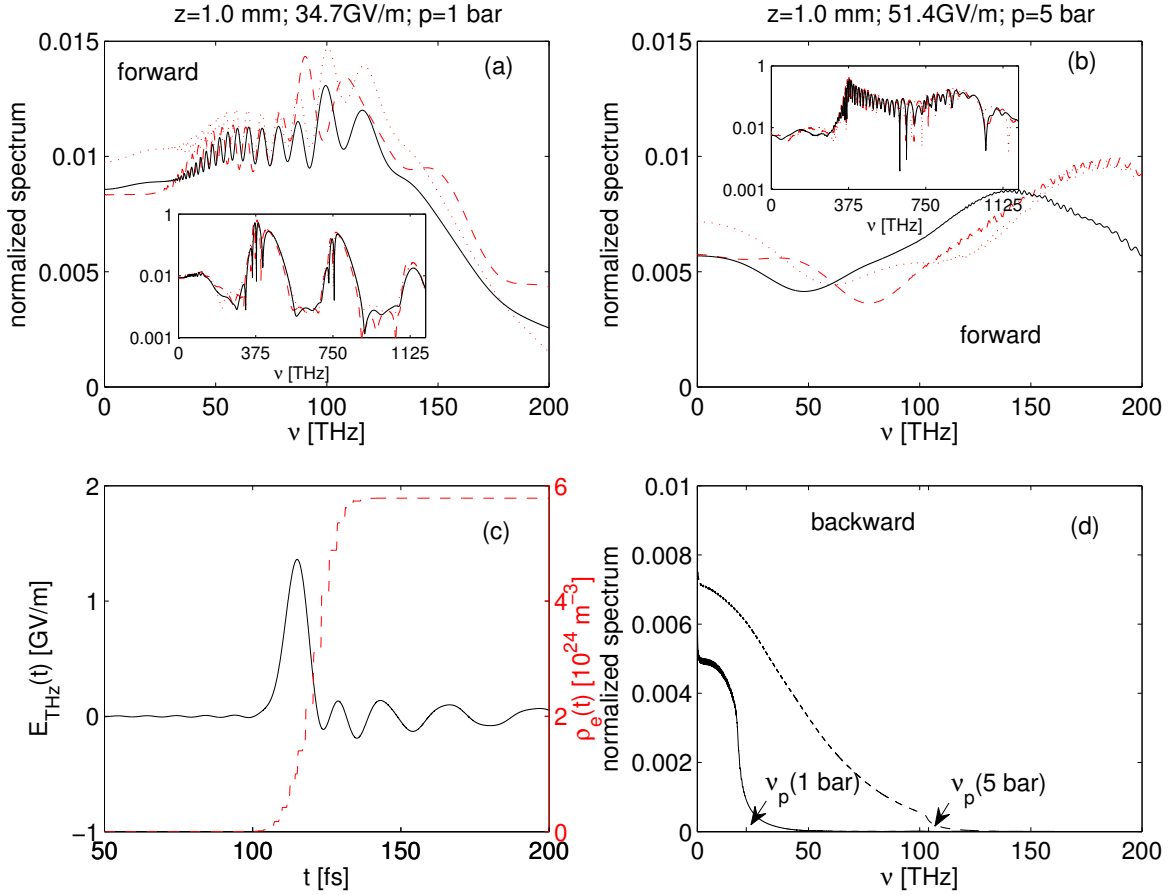 z=1.0 mm; 34.7GV/m; p=1 bar
0.015
0.01
0.005
0
normalized spectrum
forward
(a)
1
0.01
0.001
0 375 750 1125
ν [THz]
0 50 100 150 200
ν [THz]
z=1.0 mm; 51.4GV/m; p=5 bar
0.015
0.01
0.005
0
normalized spectrum
(b)
1
0.01
0.001
0 375 750 1125
ν [THz]
forward
0 50 100 150 200
ν [THz]
2
1
0
−1
E_THz(t) [GV/m]
(c)
6
4
2
0
ρ_e(t) [10^24 m^−3]
50 100 150 200
t [fs]
0.01
0.008
0.006
0.004
0.002
0
normalized spectrum
backward
(d)
ν_p(1 bar)
ν_p(5 bar)
0 50 100 150 200
ν [THz]